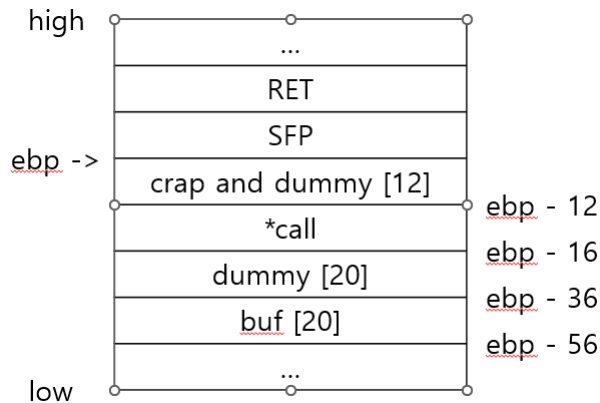 high
...
RET
SFP
ebp ->
crap and dummy [12]
ebp - 12
*call
ebp - 16
dummy [20]
ebp - 36
buf [20]
ebp - 56
...
low